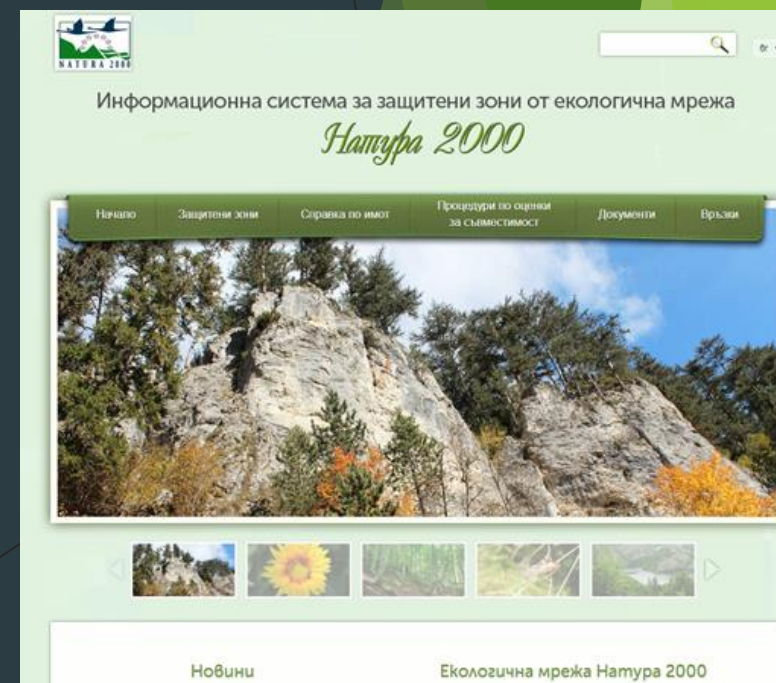 NATURA 2000
Информационна система за защитени зони от екологична мрежа
Натура 2000
Начало
Защитени зони
Справка по имот
Процедури по оценки
за съвместимост
Документи
Връзки
Новини
Екологична мрежа Натура 2000